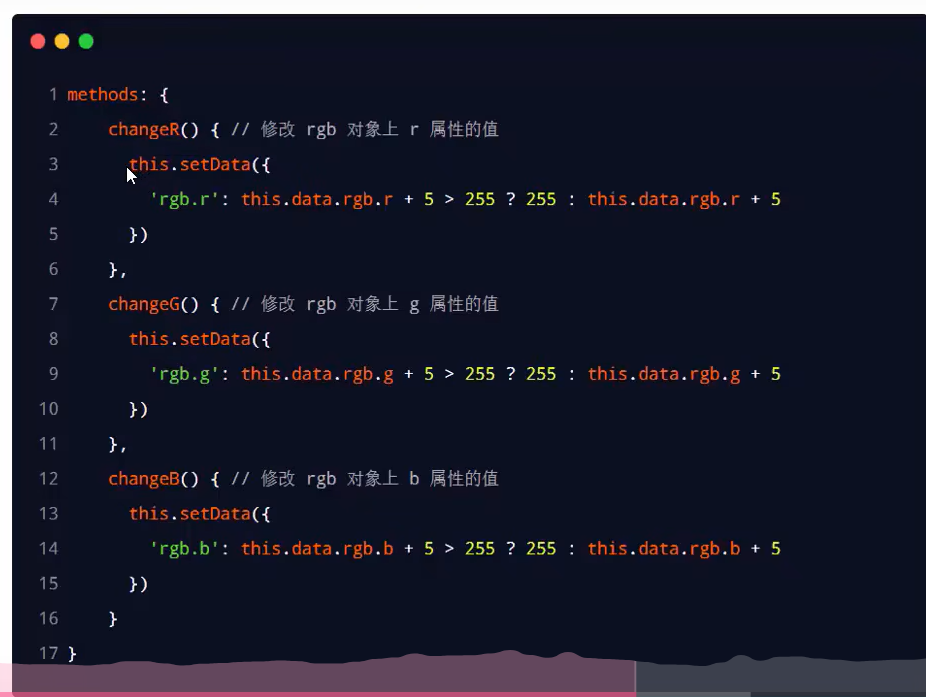 1 methods: {
2 changeR() { // 修改 rgb 对象上 r 属性的值
3 this.setData({
4 'rgb.r': this.data.rgb.r + 5 > 255 ? 255 : this.data.rgb.r + 5
5 })
6 },
7 changeG() { // 修改 rgb 对象上 g 属性的值
8 this.setData({
9 'rgb.g': this.data.rgb.g + 5 > 255 ? 255 : this.data.rgb.g + 5
10 })
11 },
12 changeB() { // 修改 rgb 对象上 b 属性的值
13 this.setData({
14 'rgb.b': this.data.rgb.b + 5 > 255 ? 255 : this.data.rgb.b + 5
15 })
16 }
17 }